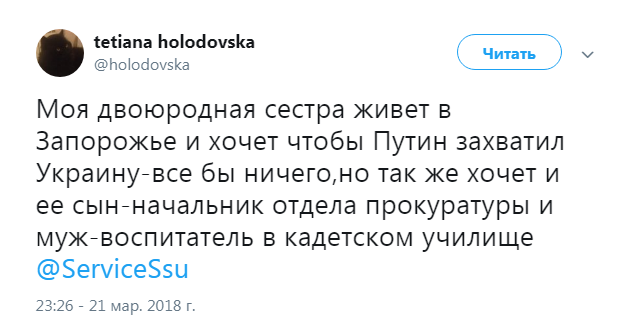 tetiana holodovska
@holodovska
Читать
Моя двоюродная сестра живет в
Запорожье и хочет чтобы Путин захватил
Украину-все бы ничего,но так же хочет и
ее сын-начальник отдела прокуратуры и
муж-воспитатель в кадетском училище
@ServiceSsu
23:26 - 21 мар. 2018 г.